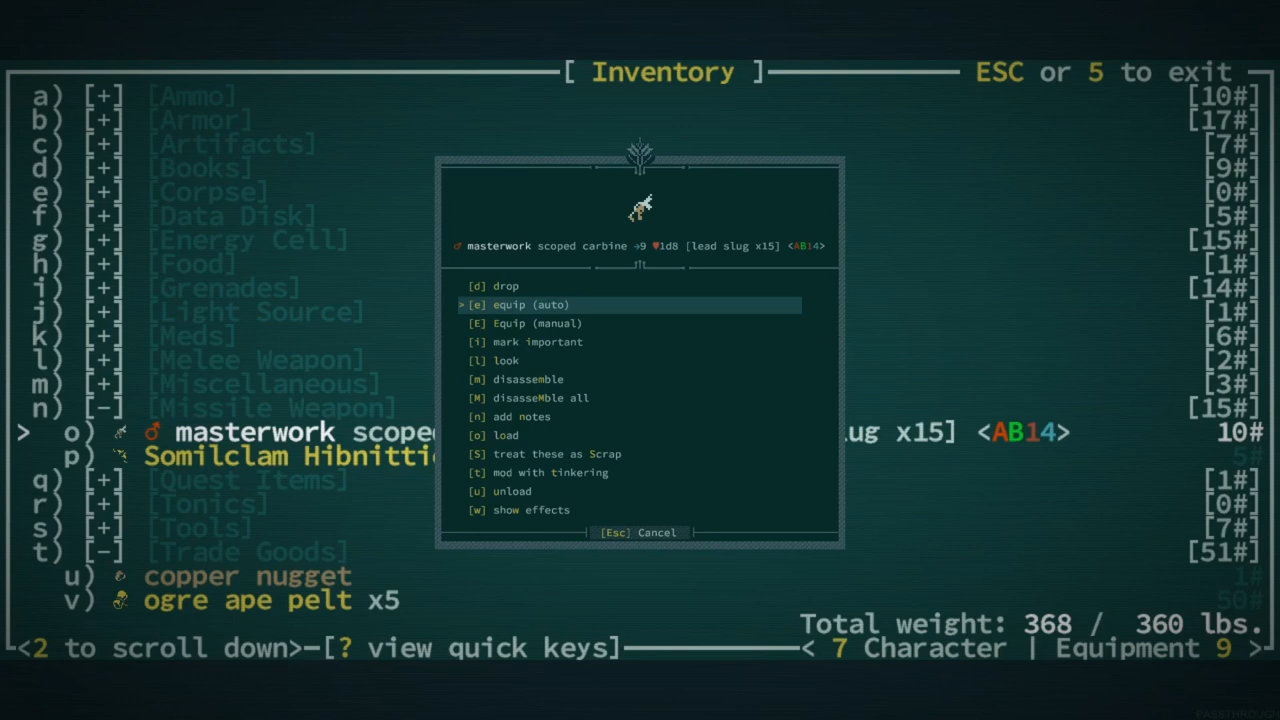 [ Inventory ] ESC or 5 to exit
a) [+] [Ammo] [10#]
b) [+] [Armor] [17#]
c) [+] [Artifacts] [7#]
d) [+] [Books] [9#]
e) [+] [Corpse] [0#]
f) [+] [Data Disk] [5#]
g) [+] [Energy Cell] [15#]
h) [+] [Food] [1#]
i) [+] [Grenades] [14#]
j) [+] [Light Source] [1#]
k) [+] [Meds] [6#]
l) [+] [Melee Weapon] [2#]
m) [+] [Miscellaneous] [3#]
n) [-] [Missile Weapon] [15#]
> o) ♂ masterwork x15] <AB14> 10#
p) Somilclam 5#
q) [+] [Quest Items] [1#]
r) [+] [Tonics] [0#]
s) [+] [Tools] [7#]
t) [-] [Trade Goods] [51#]
u) copper nugget 1#
v) ogre ape pelt x5 50#
Total weight: 368 / 360 lbs.
<2 to scroll down> [? view quick keys] < 7 Character | Equipment 9 >
♂ masterwork scoped carbine →9 ♥1d8 [lead slug x15] <AB14>
[d] drop
> [e] equip (auto)
[E] Equip (manual)
[i] mark important
[l] look
[m] disassemble
[M] disasseMble all
[n] add notes
[o] load
[S] treat these as Scrap
[t] mod with tinkering
[u] unload
[w] show effects
[Esc] Cancel